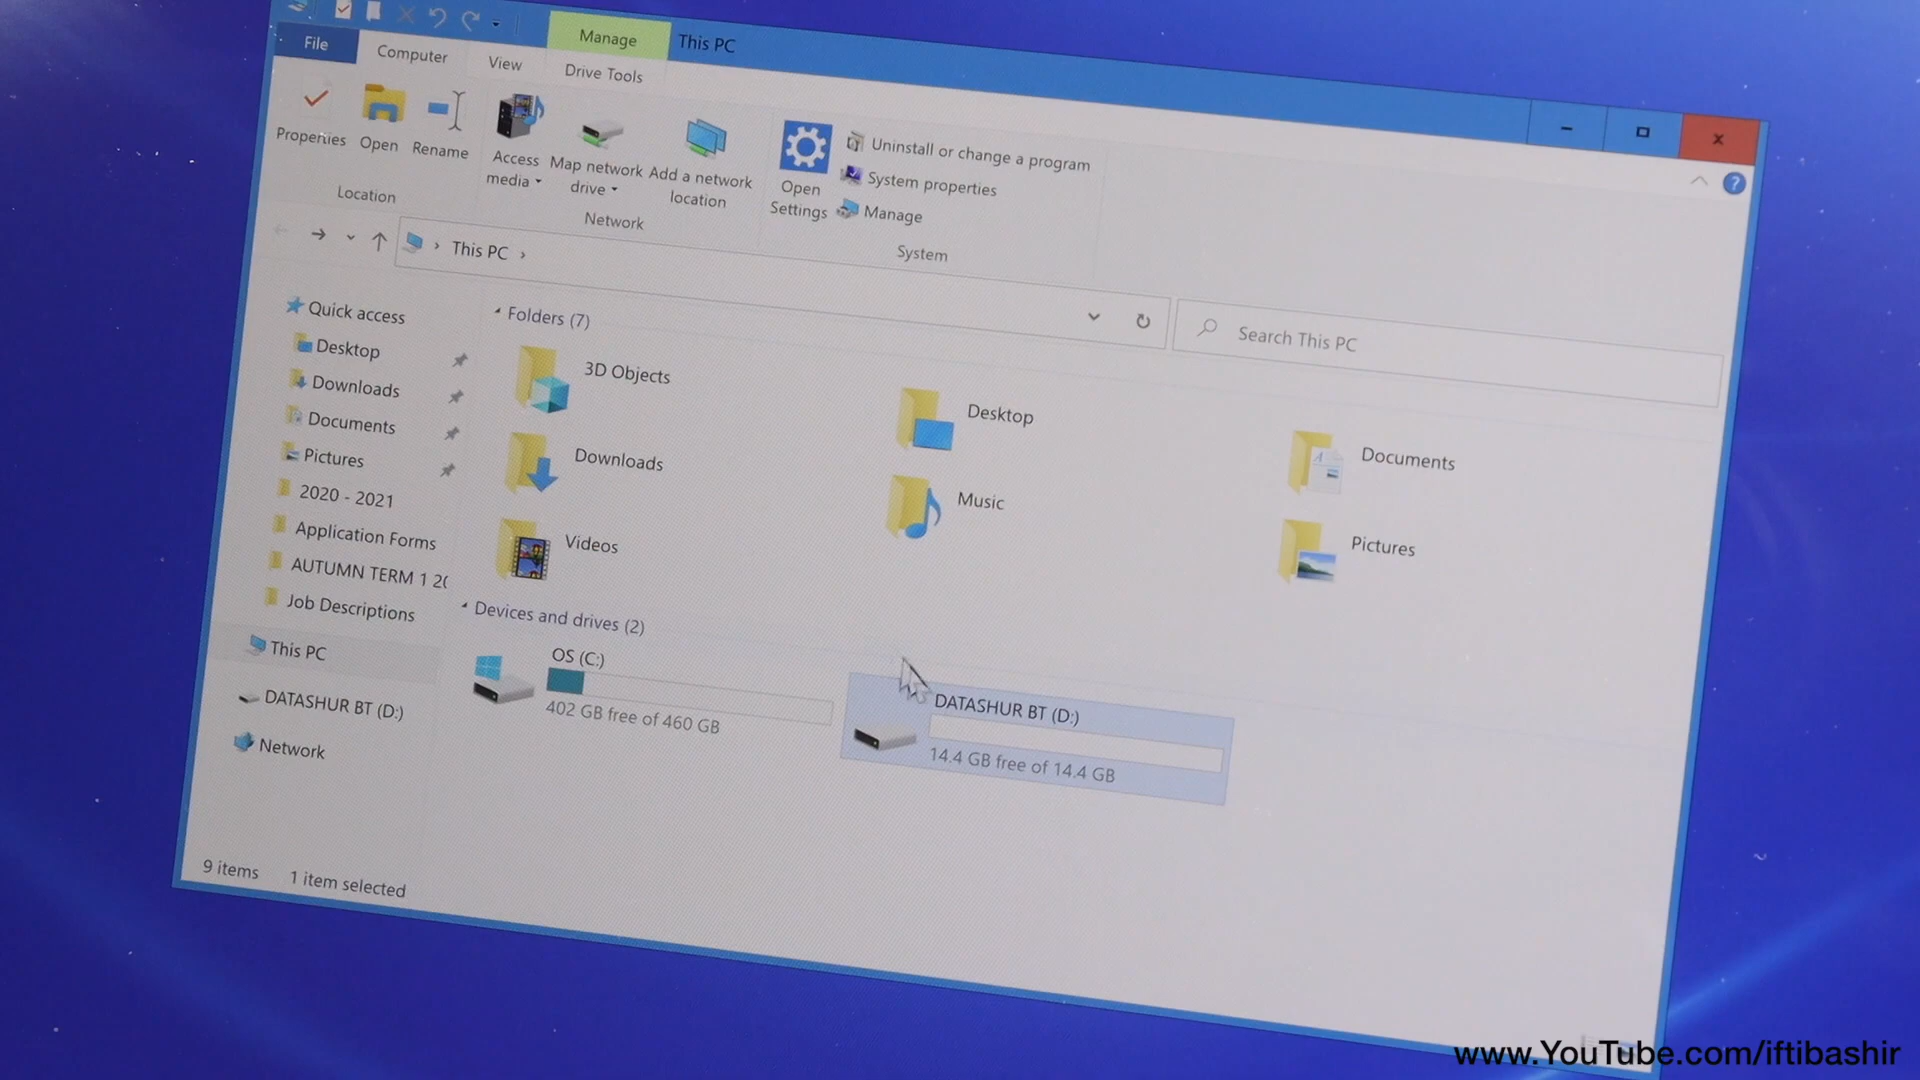 Manage
This PC
File
Computer
View
Drive Tools
Properties
Open
Rename
Access
media
Map network
drive
Add a network
location
Open
Settings
Uninstall or change a program
System properties
Manage
Location
Network
System
This PC
Search This PC
Quick access
Desktop
Downloads
Documents
Pictures
2020 - 2021
Application Forms
AUTUMN TERM 1 20
Job Descriptions
This PC
DATASHUR BT (D:)
Network
Folders (7)
3D Objects
Desktop
Documents
Downloads
Music
Pictures
Videos
Devices and drives (2)
OS (C:)
402 GB free of 460 GB
DATASHUR BT (D:)
14.4 GB free of 14.4 GB
9 items
1 item selected
www.YouTube.com/iftibashir